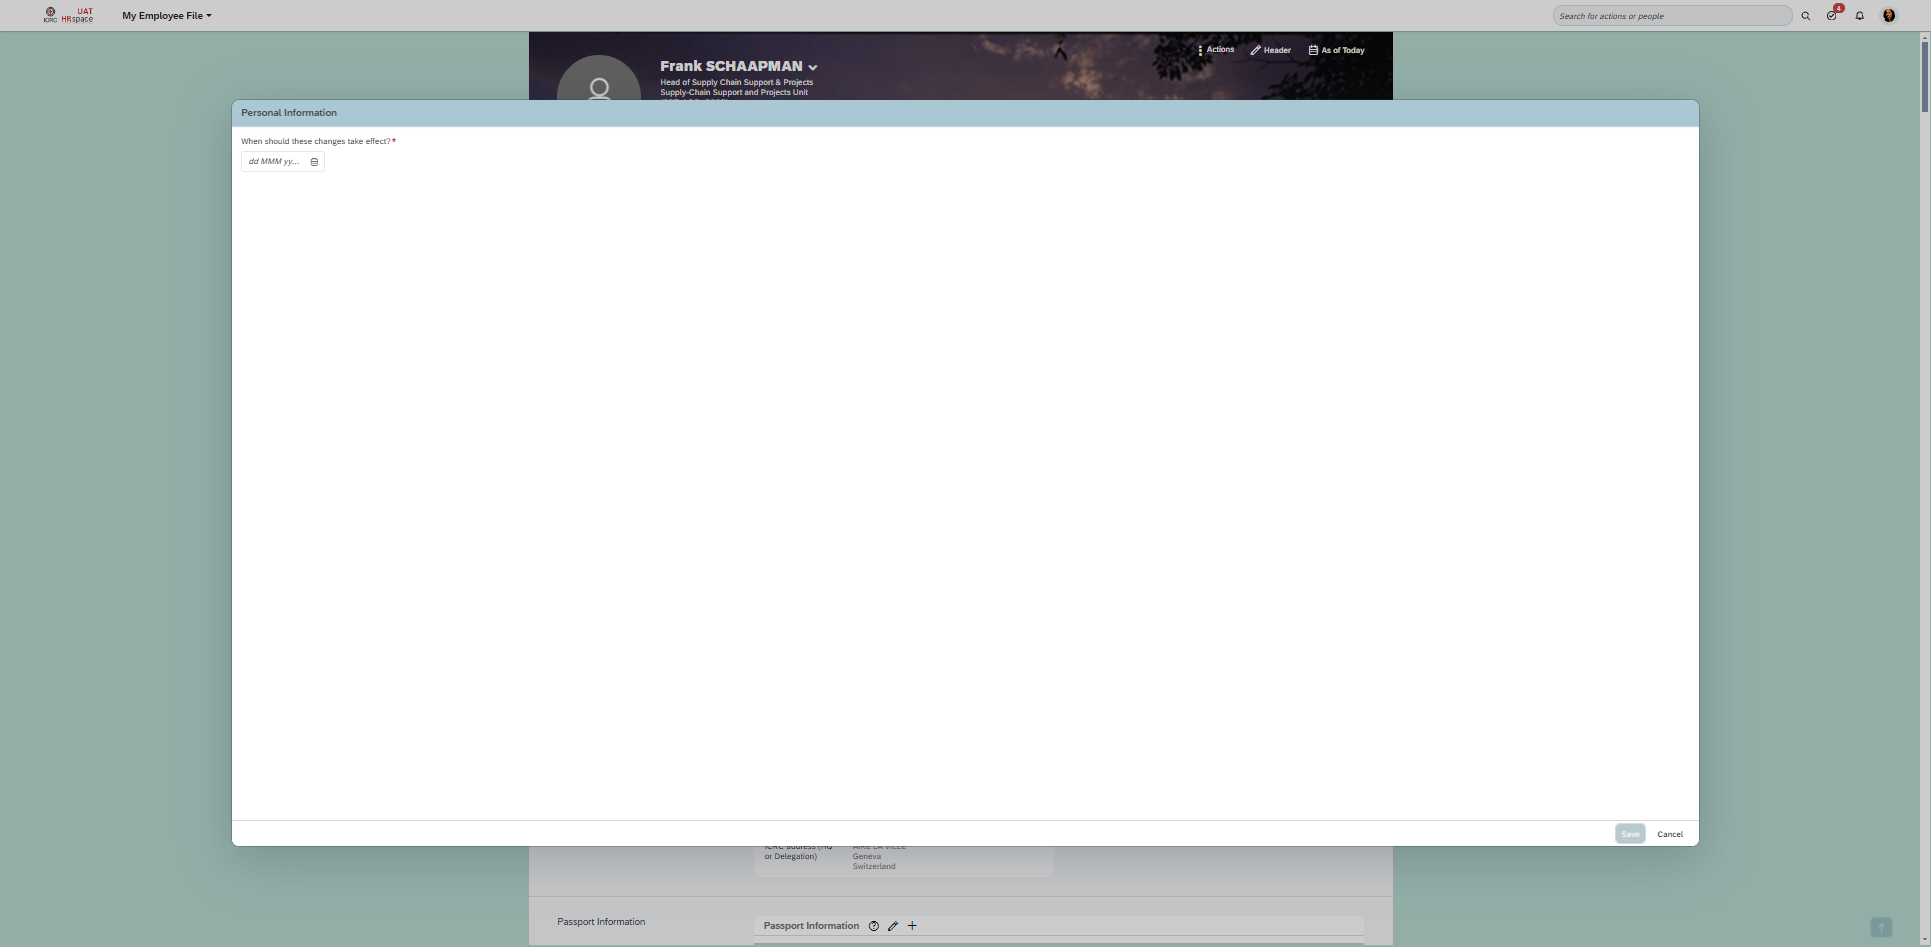 ICRC
UAT
HRspace
My Employee File
Search for actions or people
4
Actions
Header
As of Today
Frank SCHAAPMAN
Head of Supply Chain Support & Projects
Supply-Chain Support and Projects Unit
Personal Information
When should these changes take effect?*
dd MMM yy...
Save
Cancel
ICRC address (HQ
or Delegation)
AIRE LA VILLE
Geneva
Switzerland
Passport Information
Passport Information